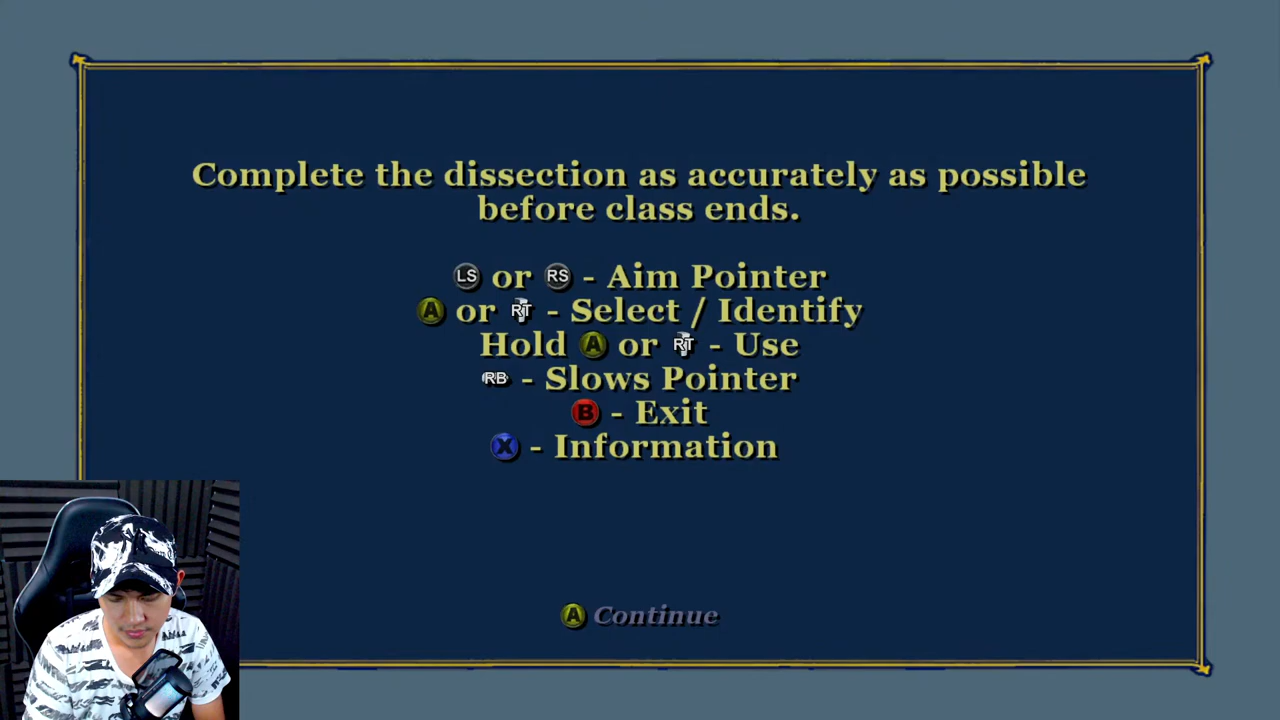 Complete the dissection as accurately as possible
before class ends.
LS or RS - Aim Pointer
A or RT - Select / Identify
Hold A or RT - Use
RB - Slows Pointer
B - Exit
X - Information
A Continue